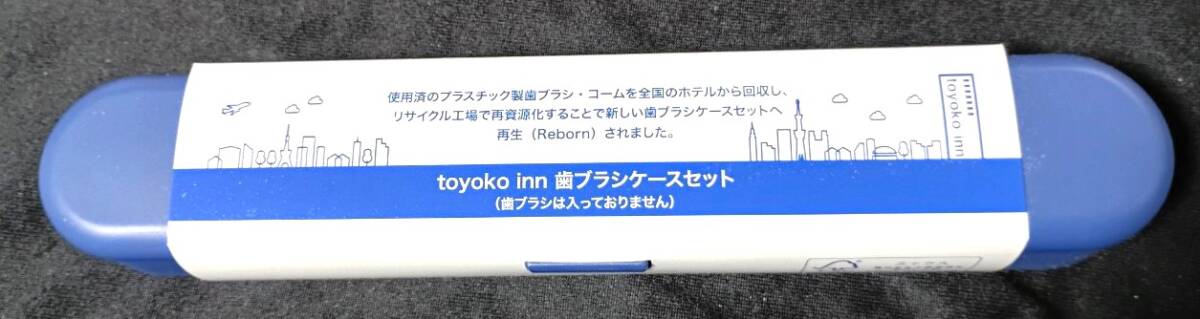 使用済のプラスチック製歯ブラシ・コームを全国のホテルから回収し、
リサイクル工場で再資源化することで新しい歯ブラシケースセットへ
再生（Reborn）されました。
toyoko inn
toyoko inn 歯ブラシケースセット
（歯ブラシは入っておりません）